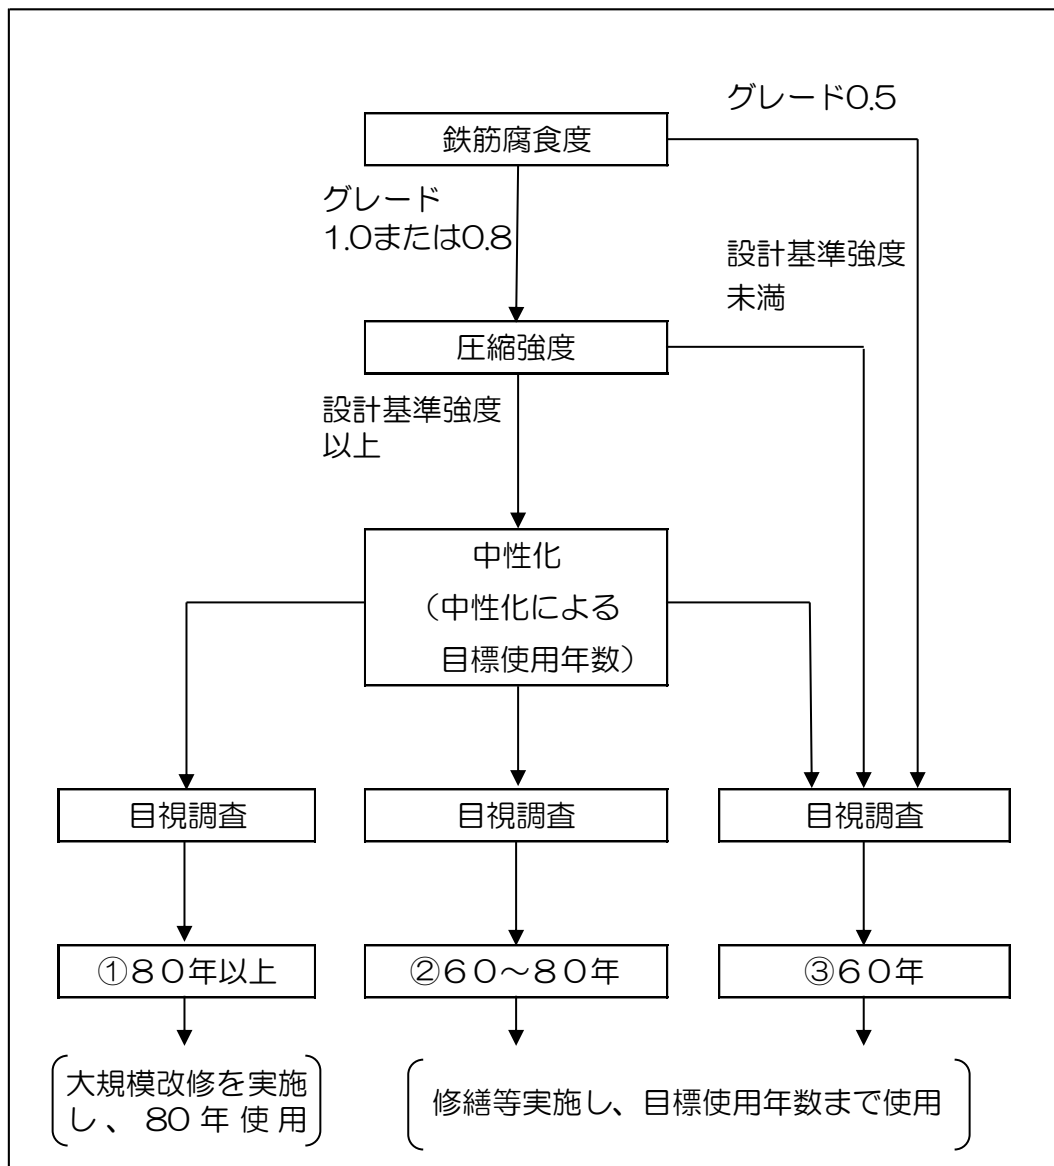 グレード0.5
鉄筋腐食度
グレード
1.0または0.8
設計基準強度
未満
圧縮強度
設計基準強度
以上
中性化
（中性化による
目標使用年数）
目視調査
目視調査
目視調査
①８０年以上
②６０～８０年
③６０年
大規模改修を実施
し、80年使用
修繕等実施し、目標使用年数まで使用